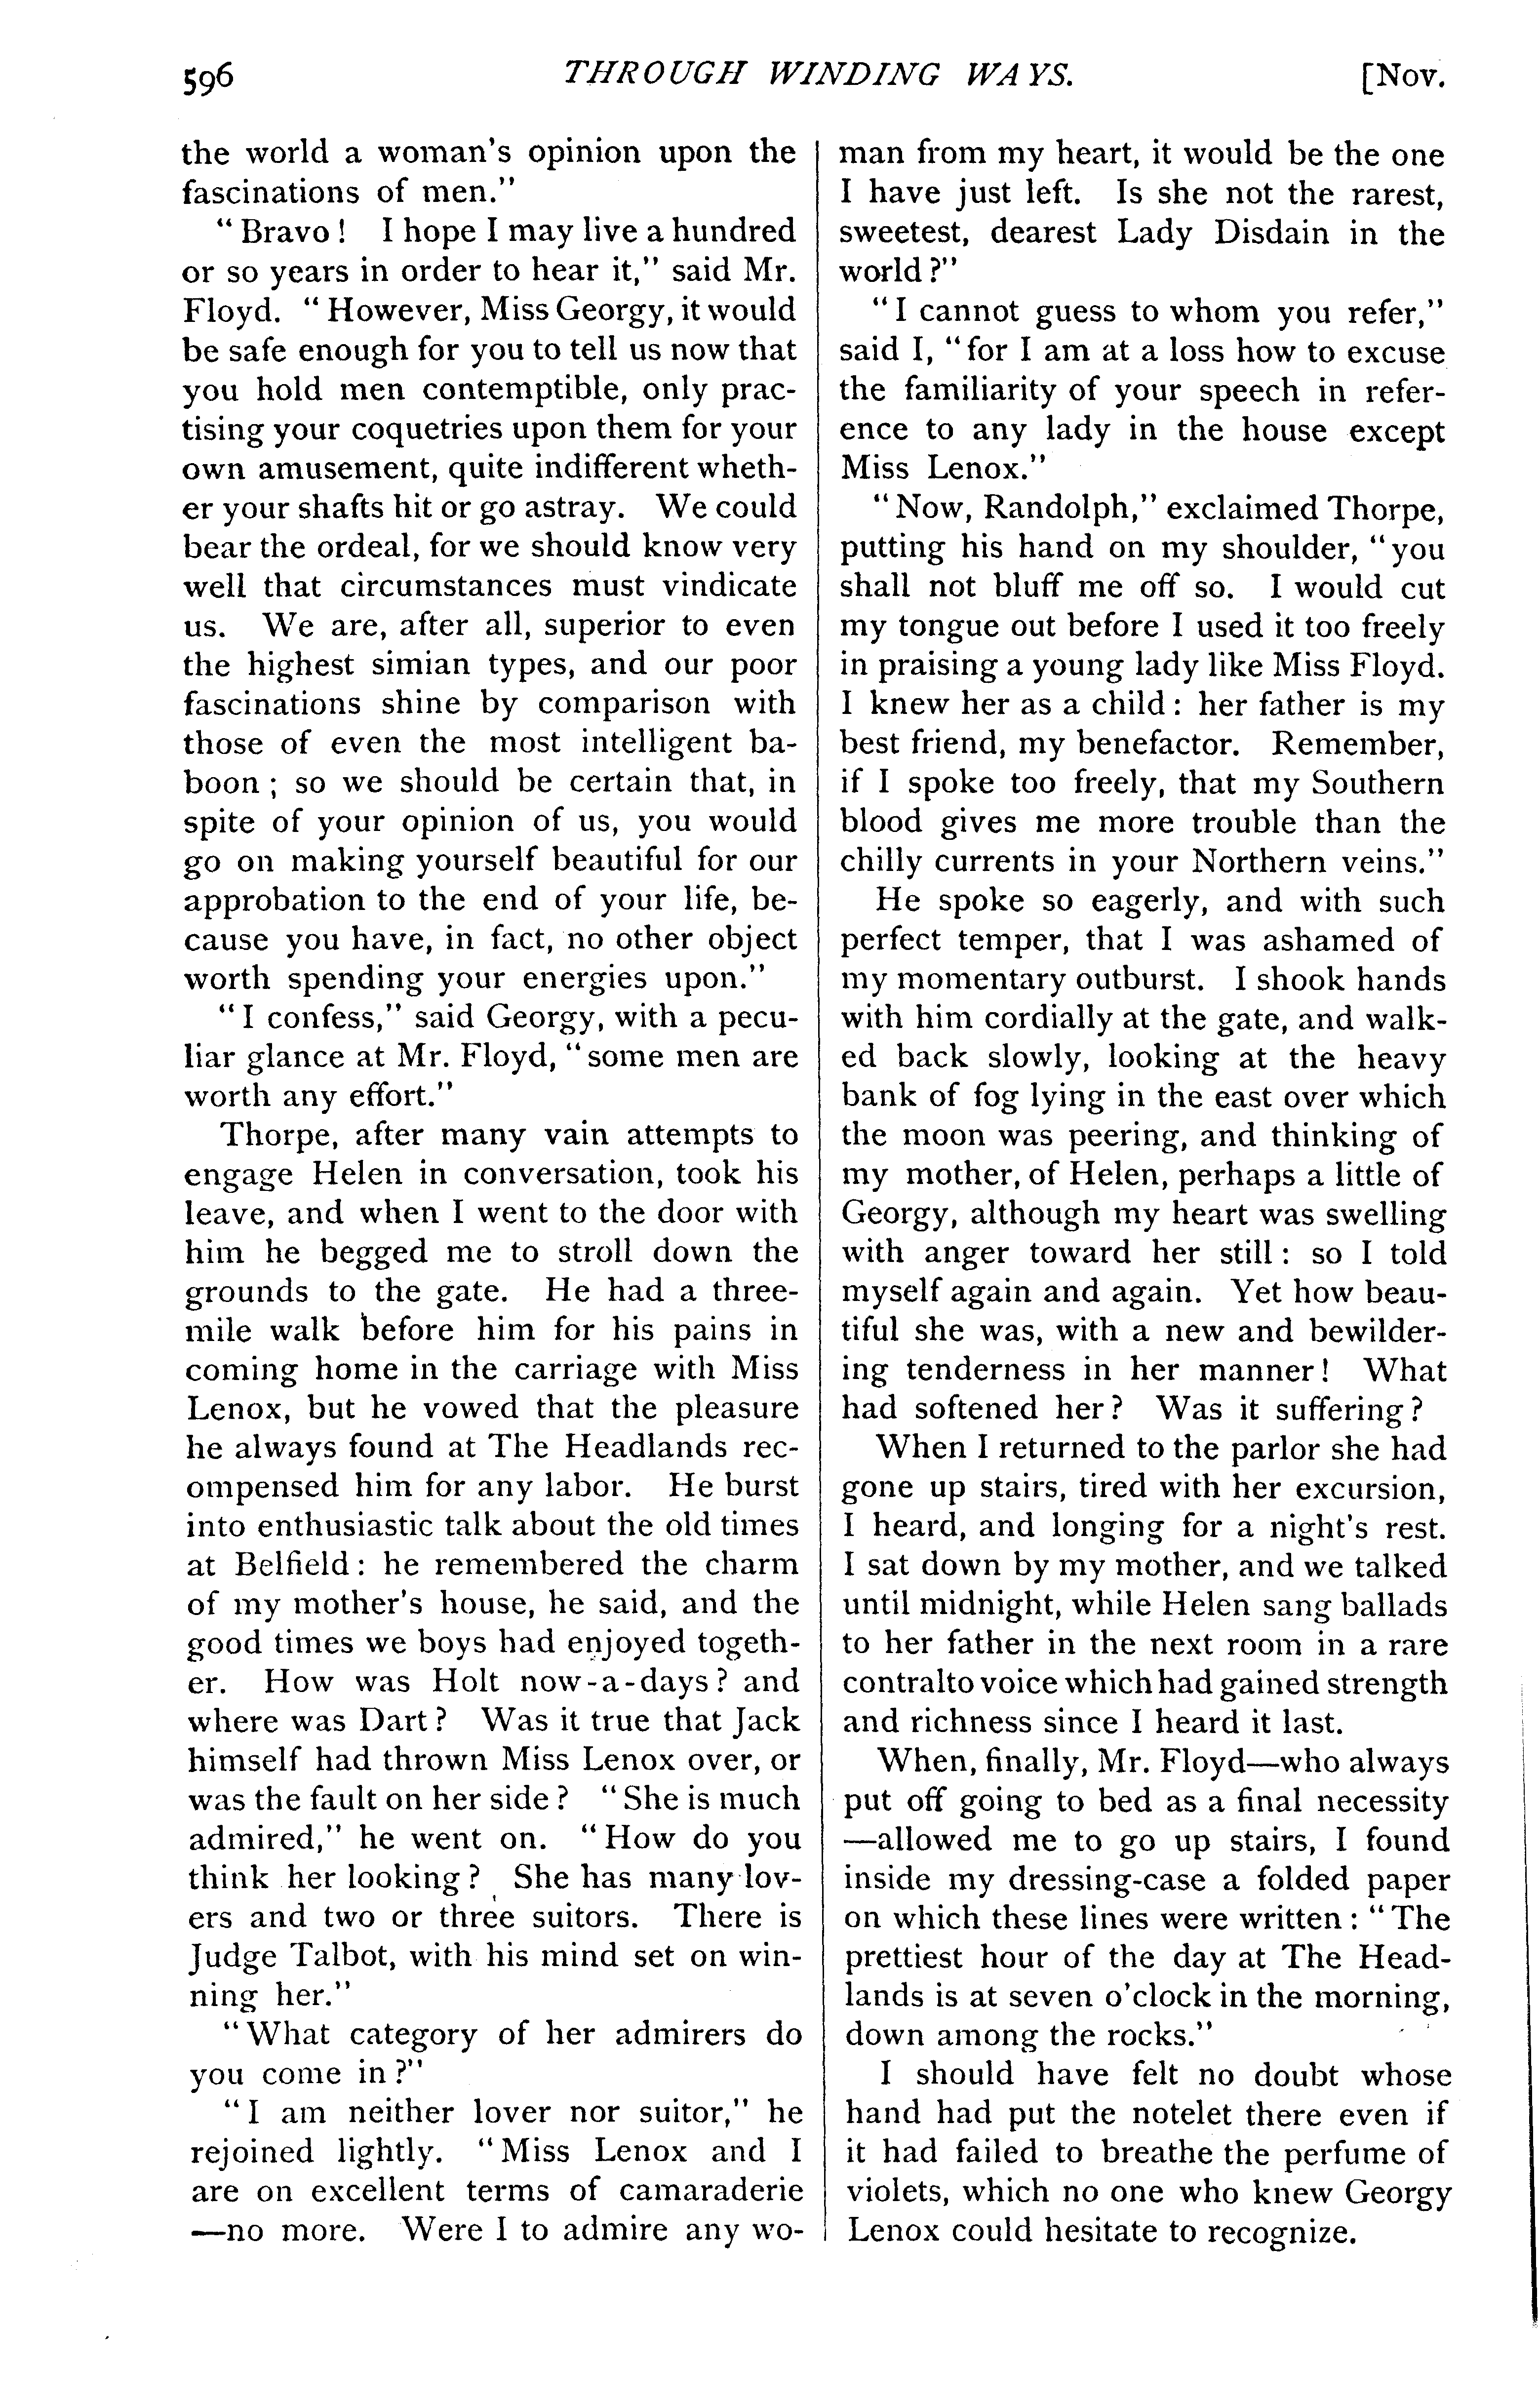 596 THROUGH WINDING WAYS. [Nov.
the world a woman's opinion upon the
fascinations of men."
"Bravo! I hope I may live a hundred
or so years in order to hear it," said Mr.
Floyd. "However, Miss Georgy, it would
be safe enough for you to tell us now that
you hold men contemptible, only prac-
tising your coquetries upon them for your
own amusement, quite indifferent wheth-
er your shafts hit or go astray. We could
bear the ordeal, for we should know very
well that circumstances must vindicate
us. We are, after all, superior to even
the highest simian types, and our poor
fascinations shine by comparison with
those of even the most intelligent ba-
boon; so we should be certain that, in
spite of your opinion of us, you would
go on making yourself beautiful for our
approbation to the end of your life, be-
cause you have, in fact, no other object
worth spending your energies upon."
"I confess," said Georgy, with a pecu-
liar glance at Mr. Floyd, "some men are
worth any effort."
Thorpe, after many vain attempts to
engage Helen in conversation, took his
leave, and when I went to the door with
him he begged me to stroll down the
grounds to the gate. He had a three-
mile walk before him for his pains in
coming home in the carriage with Miss
Lenox, but he vowed that the pleasure
he always found at The Headlands rec-
ompensed him for any labor. He burst
into enthusiastic talk about the old times
at Belfield: he remembered the charm
of my mother's house, he said, and the
good times we boys had enjoyed togeth-
er. How was Holt now-a-days? and
where was Dart? Was it true that Jack
himself had thrown Miss Lenox over, or
was the fault on her side? "She is much
admired," he went on. "How do you
think her looking? She has many lov-
ers and two or three suitors. There is
Judge Talbot, with his mind set on win-
ning her."
"What category of her admirers do
you come in?"
"I am neither lover nor suitor," he
rejoined lightly. "Miss Lenox and I
are on excellent terms of camaraderie
—no more. Were I to admire any wo-
man from my heart, it would be the one
I have just left. Is she not the rarest,
sweetest, dearest Lady Disdain in the
world?"
"I cannot guess to whom you refer,"
said I, "for I am at a loss how to excuse
the familiarity of your speech in refer-
ence to any lady in the house except
Miss Lenox."
"Now, Randolph," exclaimed Thorpe,
putting his hand on my shoulder, "you
shall not bluff me off so. I would cut
my tongue out before I used it too freely
in praising a young lady like Miss Floyd.
I knew her as a child: her father is my
best friend, my benefactor. Remember,
if I spoke too freely, that my Southern
blood gives me more trouble than the
chilly currents in your Northern veins."
He spoke so eagerly, and with such
perfect temper, that I was ashamed of
my momentary outburst. I shook hands
with him cordially at the gate, and walk-
ed back slowly, looking at the heavy
bank of fog lying in the east over which
the moon was peering, and thinking of
my mother, of Helen, perhaps a little of
Georgy, although my heart was swelling
with anger toward her still: so I told
myself again and again. Yet how beau-
tiful she was, with a new and bewilder-
ing tenderness in her manner! What
had softened her? Was it suffering?
When I returned to the parlor she had
gone up stairs, tired with her excursion,
I heard, and longing for a night's rest.
I sat down by my mother, and we talked
until midnight, while Helen sang ballads
to her father in the next room in a rare
contralto voice which had gained strength
and richness since I heard it last.
When, finally, Mr. Floyd—who always
put off going to bed as a final necessity
—allowed me to go up stairs, I found
inside my dressing-case a folded paper
on which these lines were written: "The
prettiest hour of the day at The Head-
lands is at seven o'clock in the morning,
down among the rocks."
I should have felt no doubt whose
hand had put the notelet there even if
it had failed to breathe the perfume of
violets, which no one who knew Georgy
Lenox could hesitate to recognize.